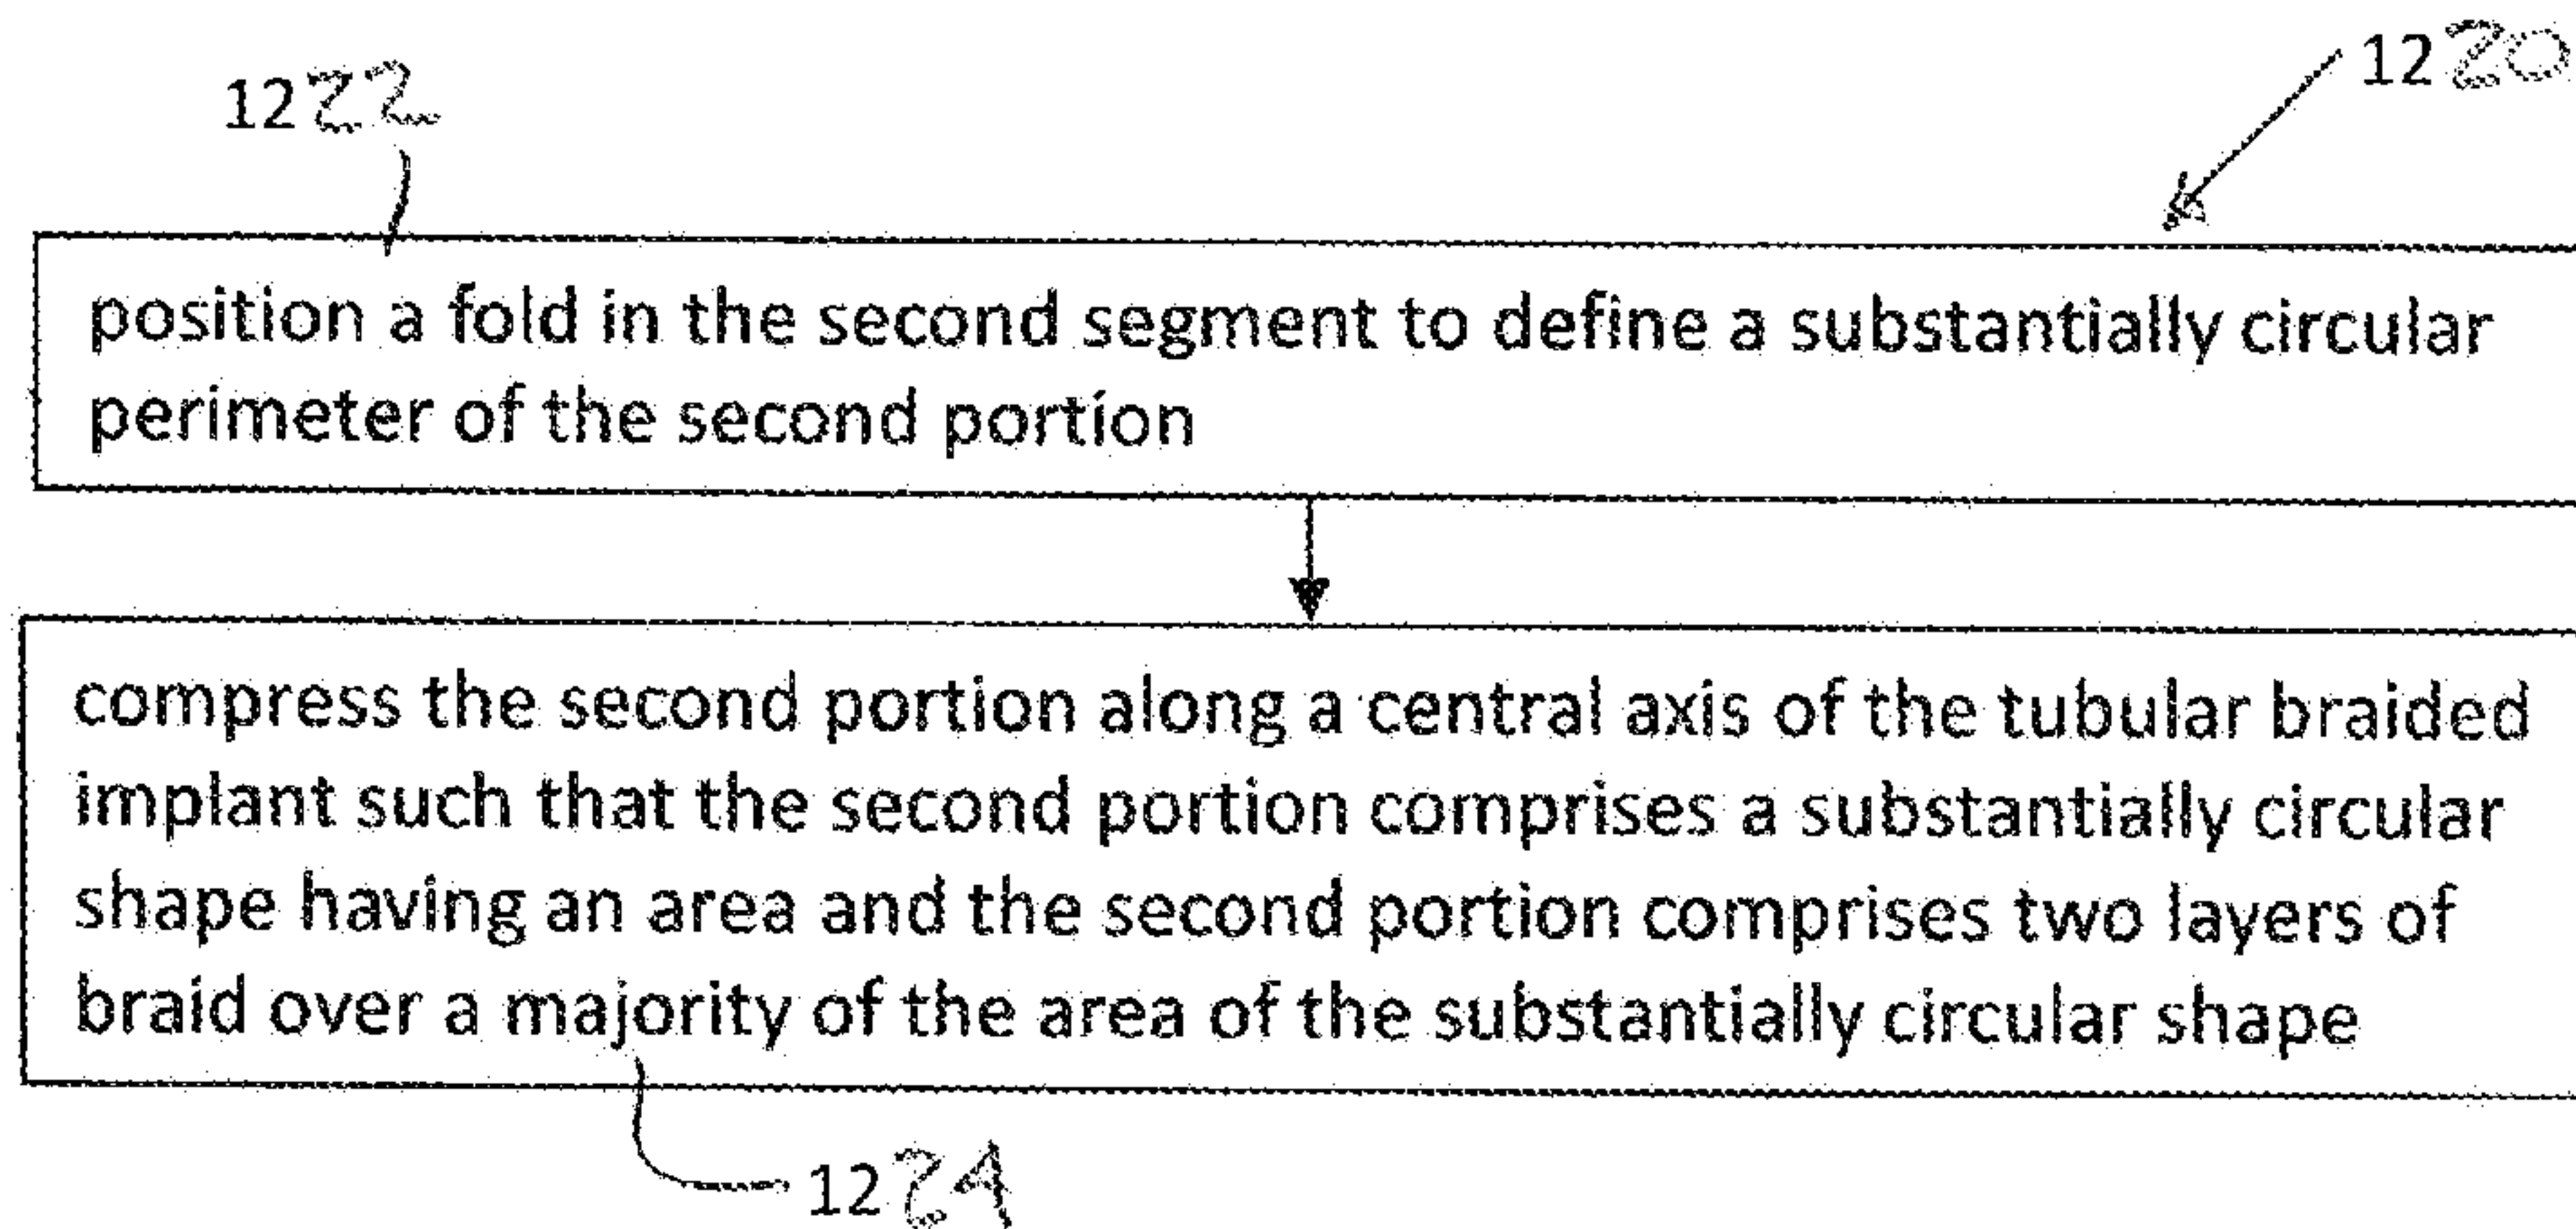 1222
1220
position a fold in the second segment to define a substantially circular
perimeter of the second portion
compress the second portion along a central axis of the tubular braided
implant such that the second portion comprises a substantially circular
shape having an area and the second portion comprises two layers of
braid over a majority of the area of the substantially circular shape
1224